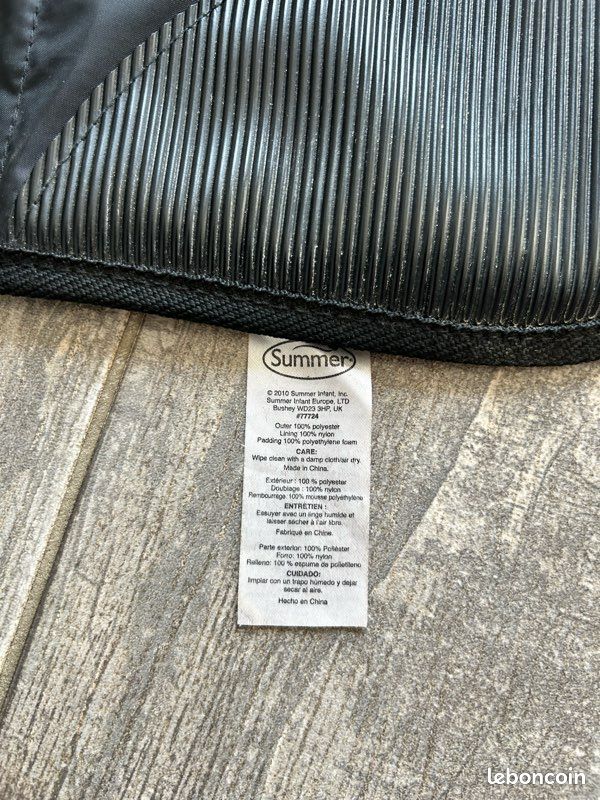 Summer
© 2010 Summer Infant, Inc.
Summer Infant Europe, LTD
Bushey WD23 3HP, UK
#77724
Outer 100% polyester
Lining 100% nylon
Padding 100% polyethylene foam
CARE:
Wipe clean with a damp cloth/air dry.
Made in China.
Extérieur : 100 % polyester
Doublage : 100% nylon
Rembourrage: 100% mousse polyethylene
ENTRETIEN :
Essuyer avec un linge humide et
laisser sécher à l'air libre.
Fabriqué en Chine.
Parte exterior: 100% Poliéster
Forro: 100% nylon
Relleno: 100 % espuma de polietileno
CUIDADO:
limpiar con un trapo húmedo y dejar
secar al aire.
Hecho en China
leboncoin